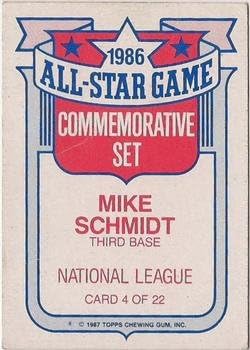 1986
ALL-STAR GAME
COMMEMORATIVE
SET
MIKE
SCHMIDT
THIRD BASE
NATIONAL LEAGUE
CARD 4 OF 22
© 1987 TOPPS CHEWING GUM, INC.